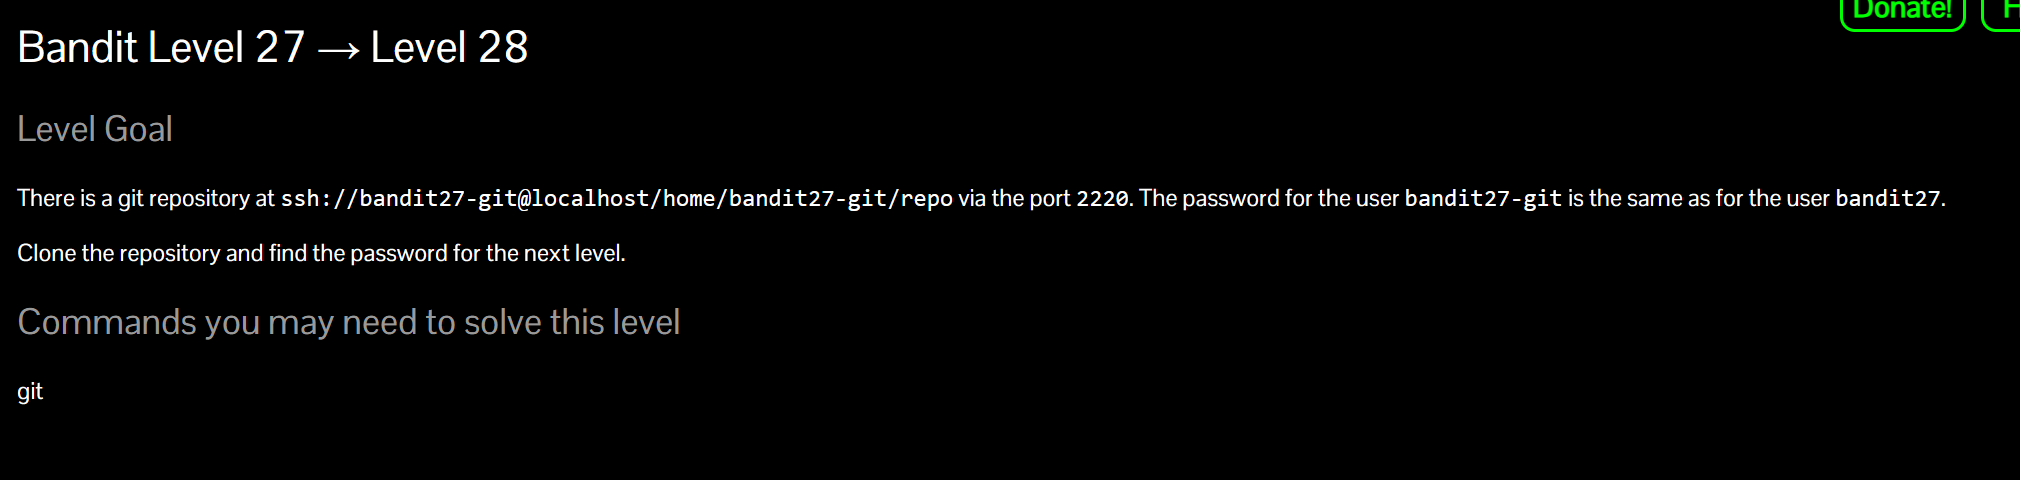 Donate!
Bandit Level 27 → Level 28
Level Goal
There is a git repository at ssh://bandit27-git@localhost/home/bandit27-git/repo via the port 2220. The password for the user bandit27-git is the same as for the user bandit27.
Clone the repository and find the password for the next level.
Commands you may need to solve this level
git